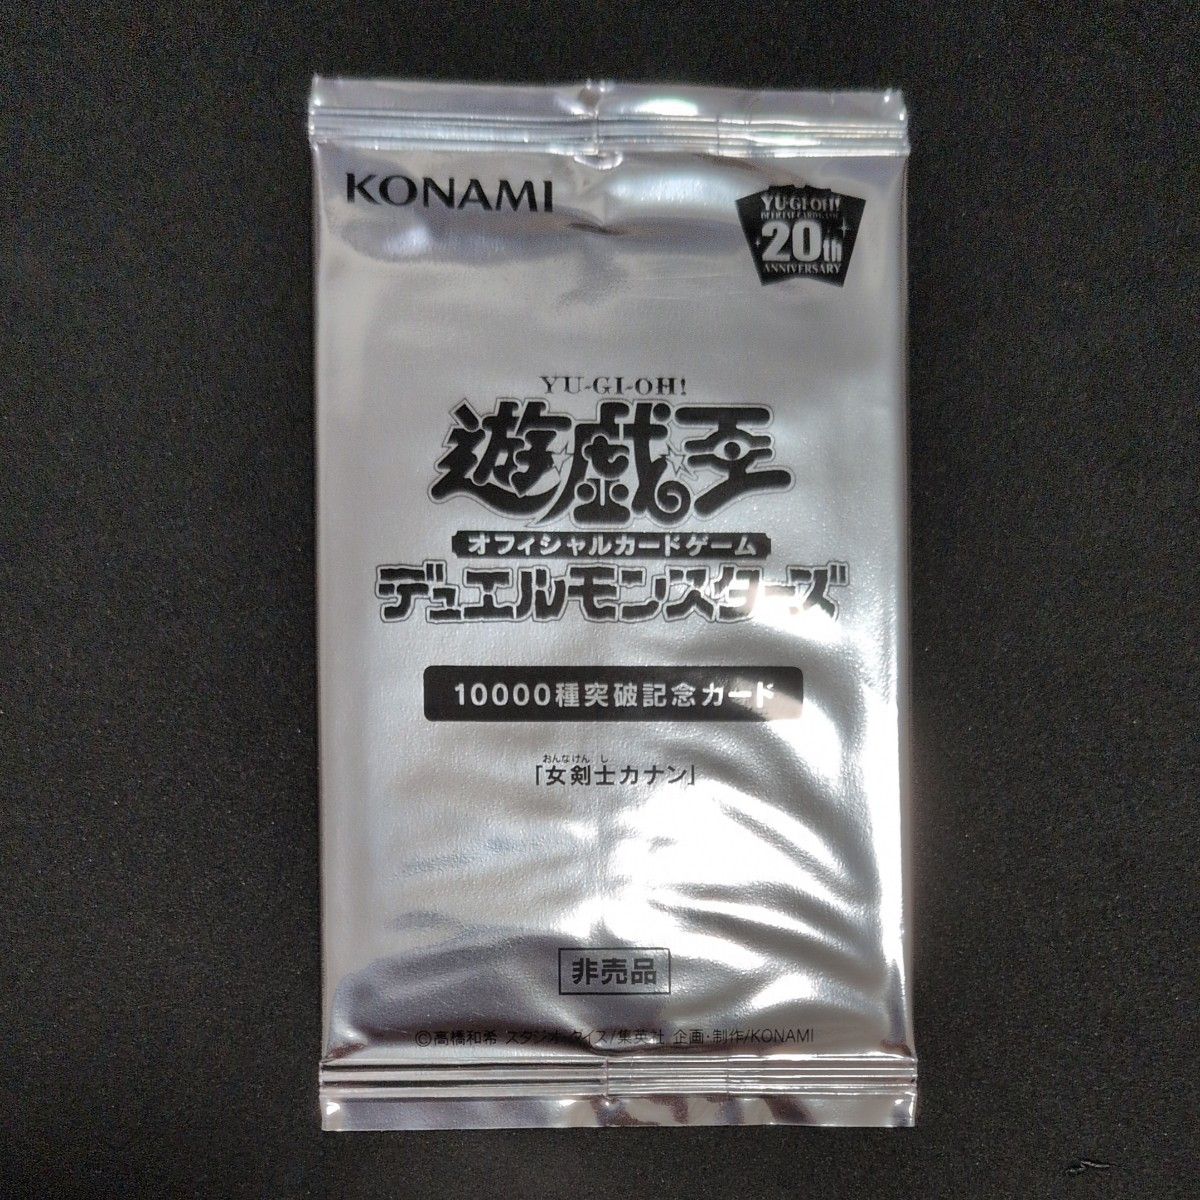 KONAMI
YU-GI-OH!
OFFICIAL CARD GAME
20th
ANNIVERSARY
YU-GI-OH!
遊戯王
オフィシャルカードゲーム
デュエルモンスターズ
10000種突破記念カード
おんなけんし
「女剣士カナン」
非売品
©高橋和希 スタジオ・ダイス/集英社 企画・制作/KONAMI